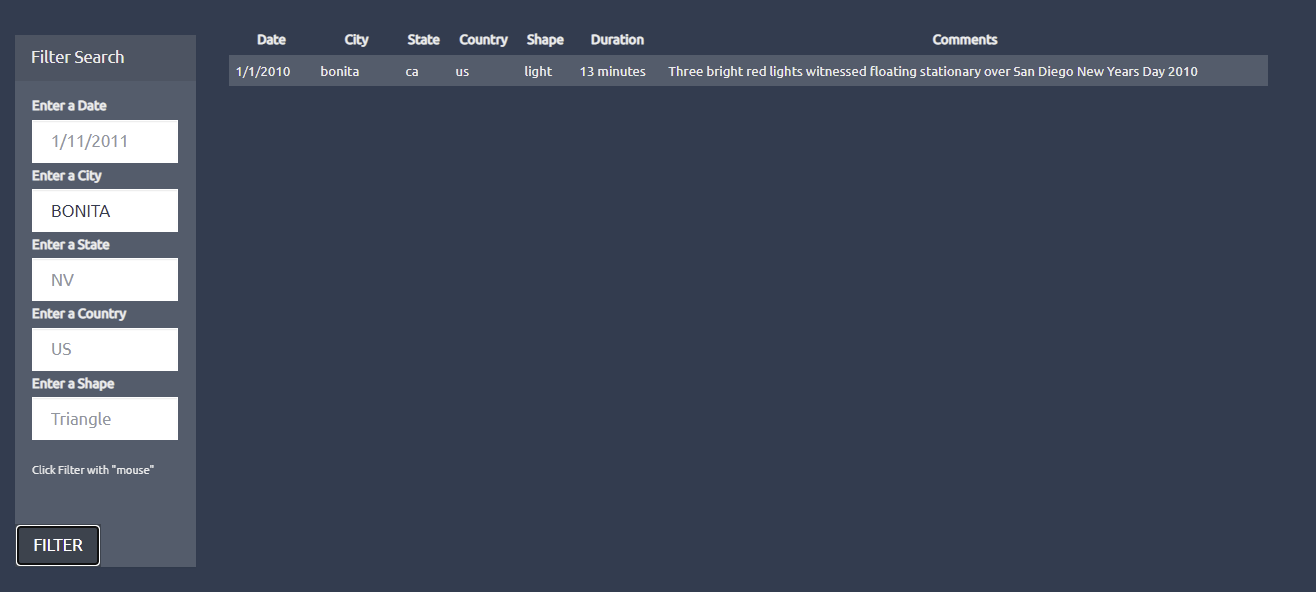 Filter Search
Enter a Date
1/11/2011
Enter a City
BONITA
Enter a State
NV
Enter a Country
US
Enter a Shape
Triangle
Click Filter with "mouse"
FILTER
Date City State Country Shape Duration Comments
1/1/2010 bonita ca us light 13 minutes Three bright red lights witnessed floating stationary over San Diego New Years Day 2010